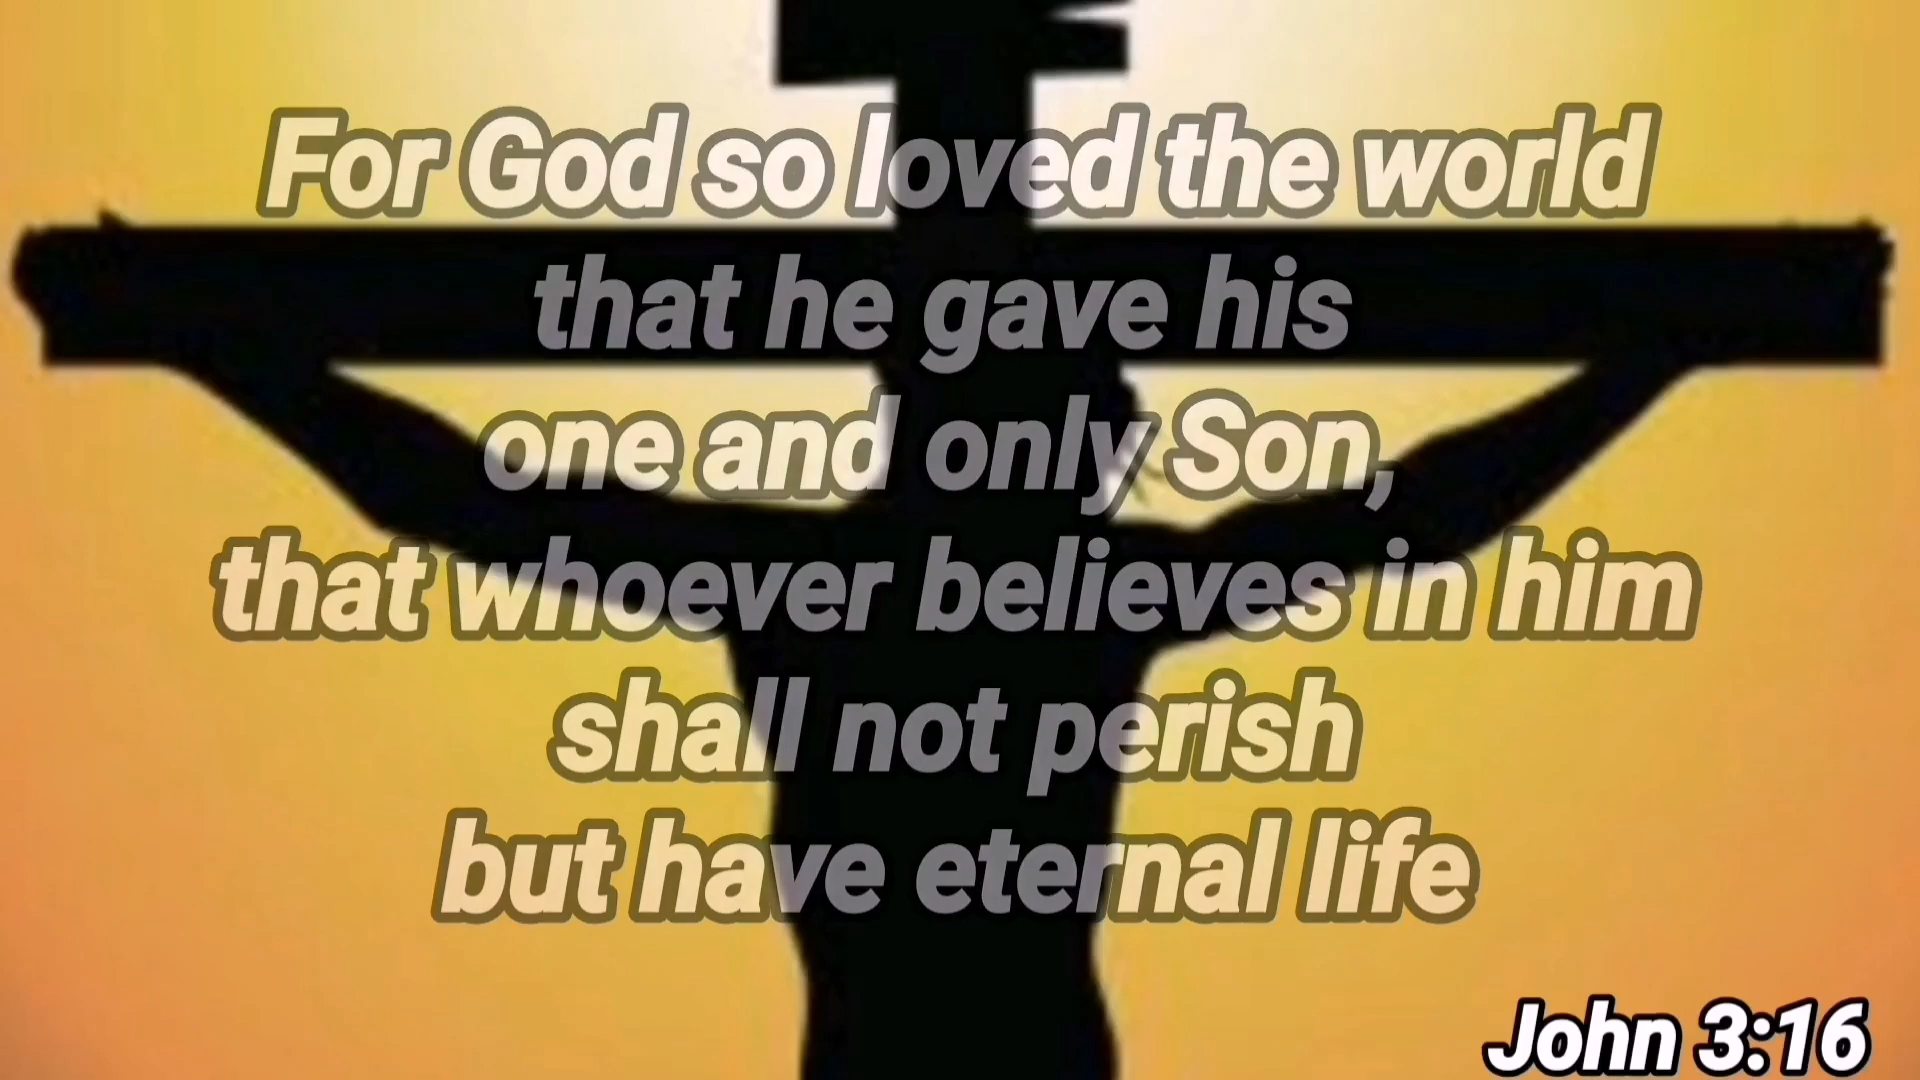 For God so loved the world
that he gave his
one and only Son,
that whoever believes in him
shall not perish
but have eternal life
John 3:16